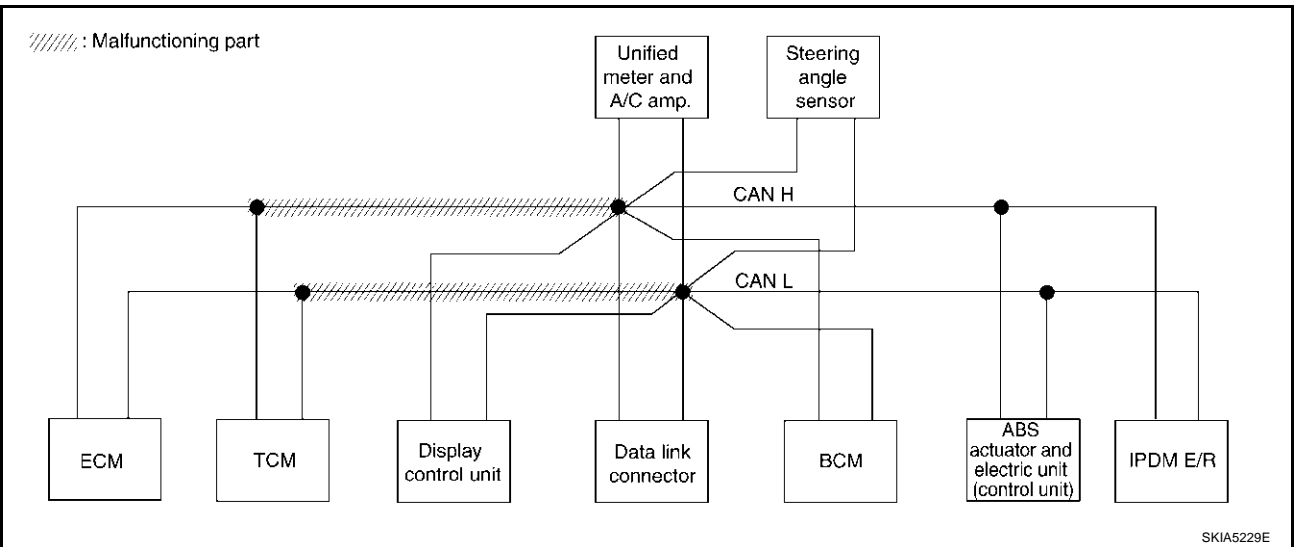 : Malfunctioning part
Unified
meter and
A/C amp.
Steering
angle
sensor
CAN H
CAN L
ECM
TCM
Display
control unit
Data link
connector
BCM
ABS
actuator and
electric unit
(control unit)
IPDM E/R
SKIA5229E